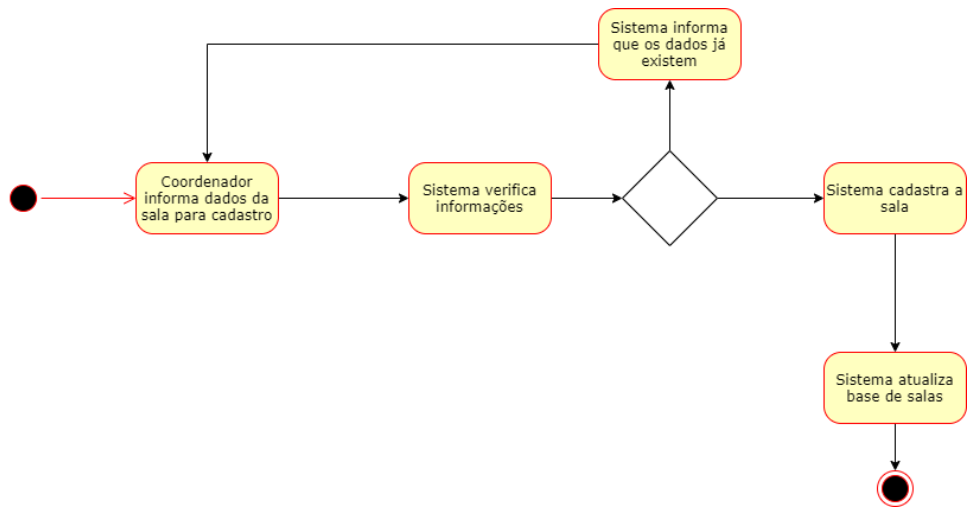 Sistema informa
que os dados já
existem
Coordenador
informa dados da
sala para cadastro
Sistema verifica
informações
Sistema cadastra a
sala
Sistema atualiza
base de salas